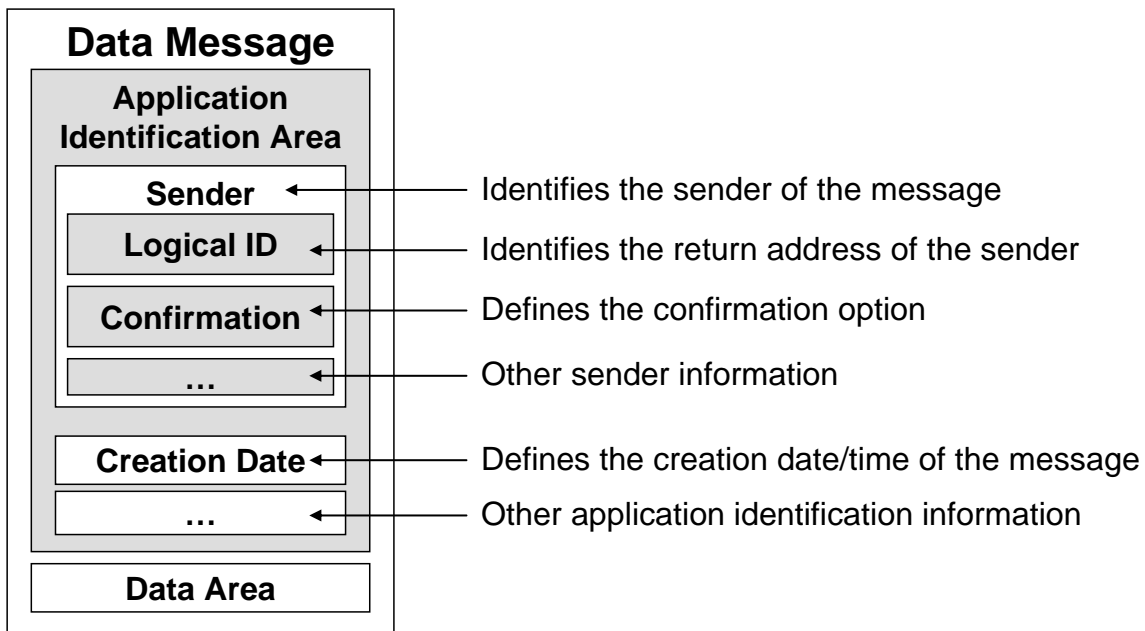 Data Message
Application
Identification Area
Sender
Identifies the sender of the message
Logical ID
Identifies the return address of the sender
Confirmation
Defines the confirmation option
…
Other sender information
Creation Date
Defines the creation date/time of the message
…
Other application identification information
Data Area